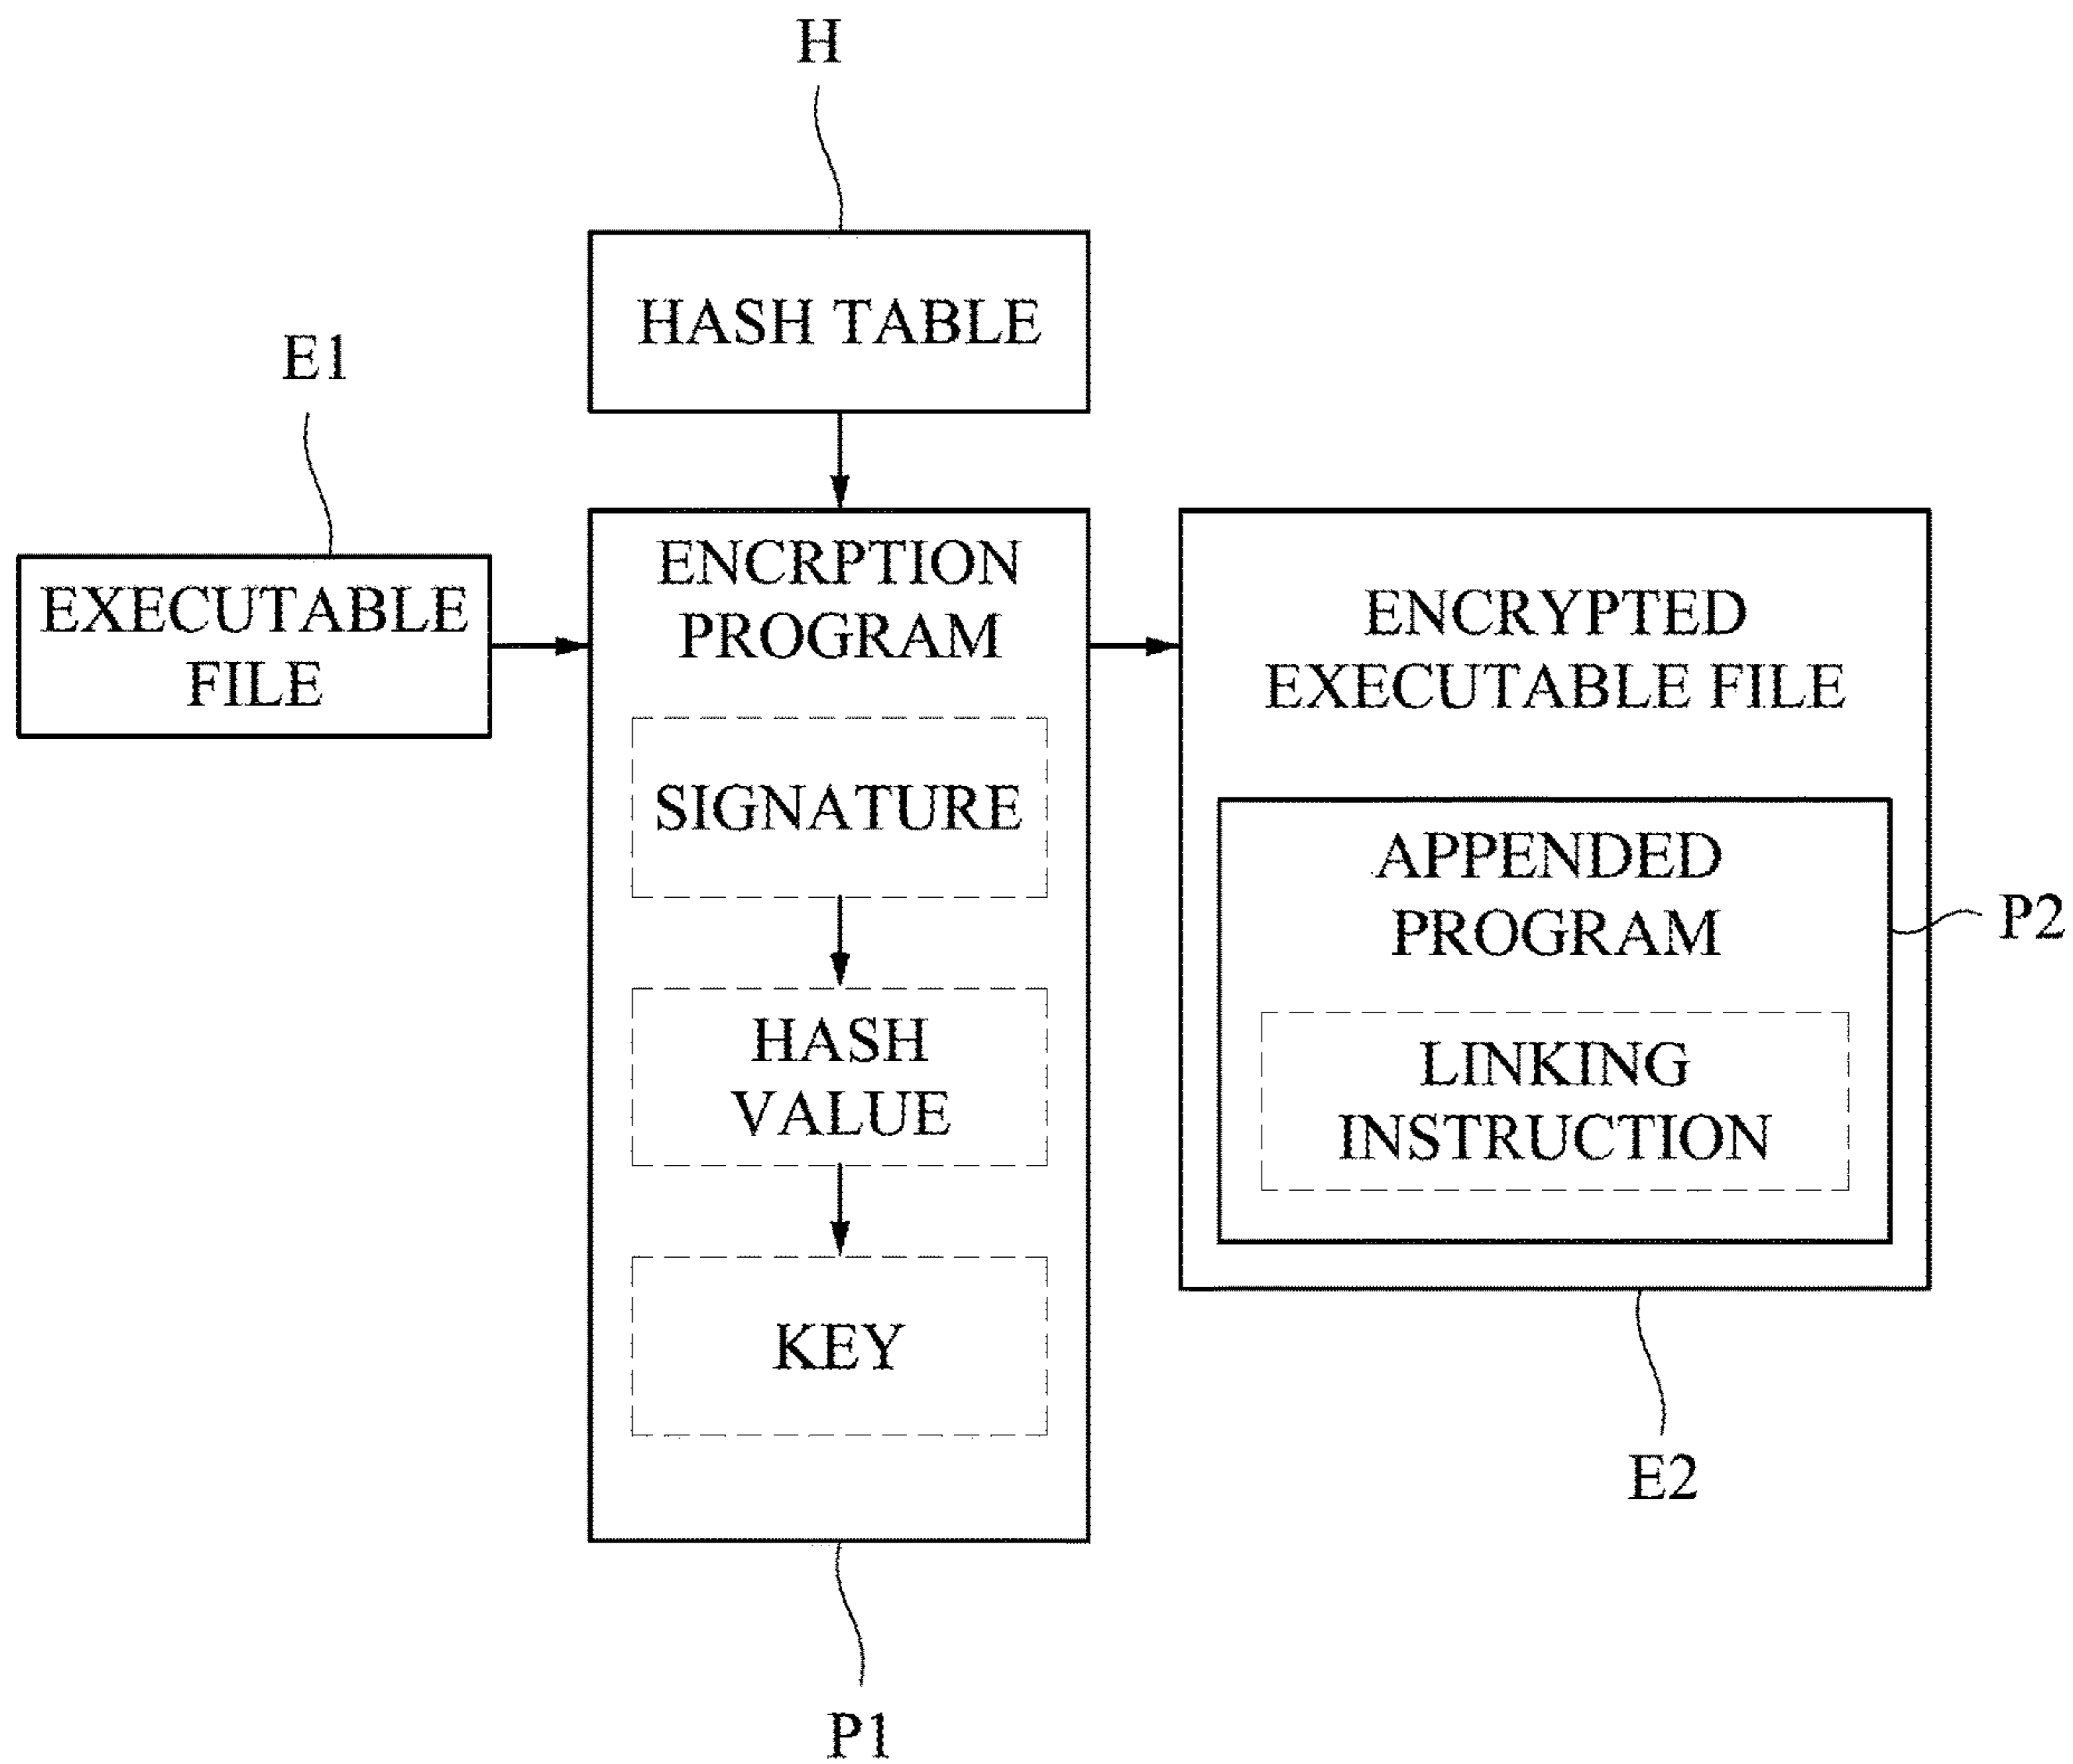 H
HASH TABLE
E1
EXECUTABLE
FILE
ENCRPTION
PROGRAM
SIGNATURE
HASH
VALUE
KEY
P1
ENCRYPTED
EXECUTABLE FILE
APPENDED
PROGRAM
LINKING
INSTRUCTION
P2
E2